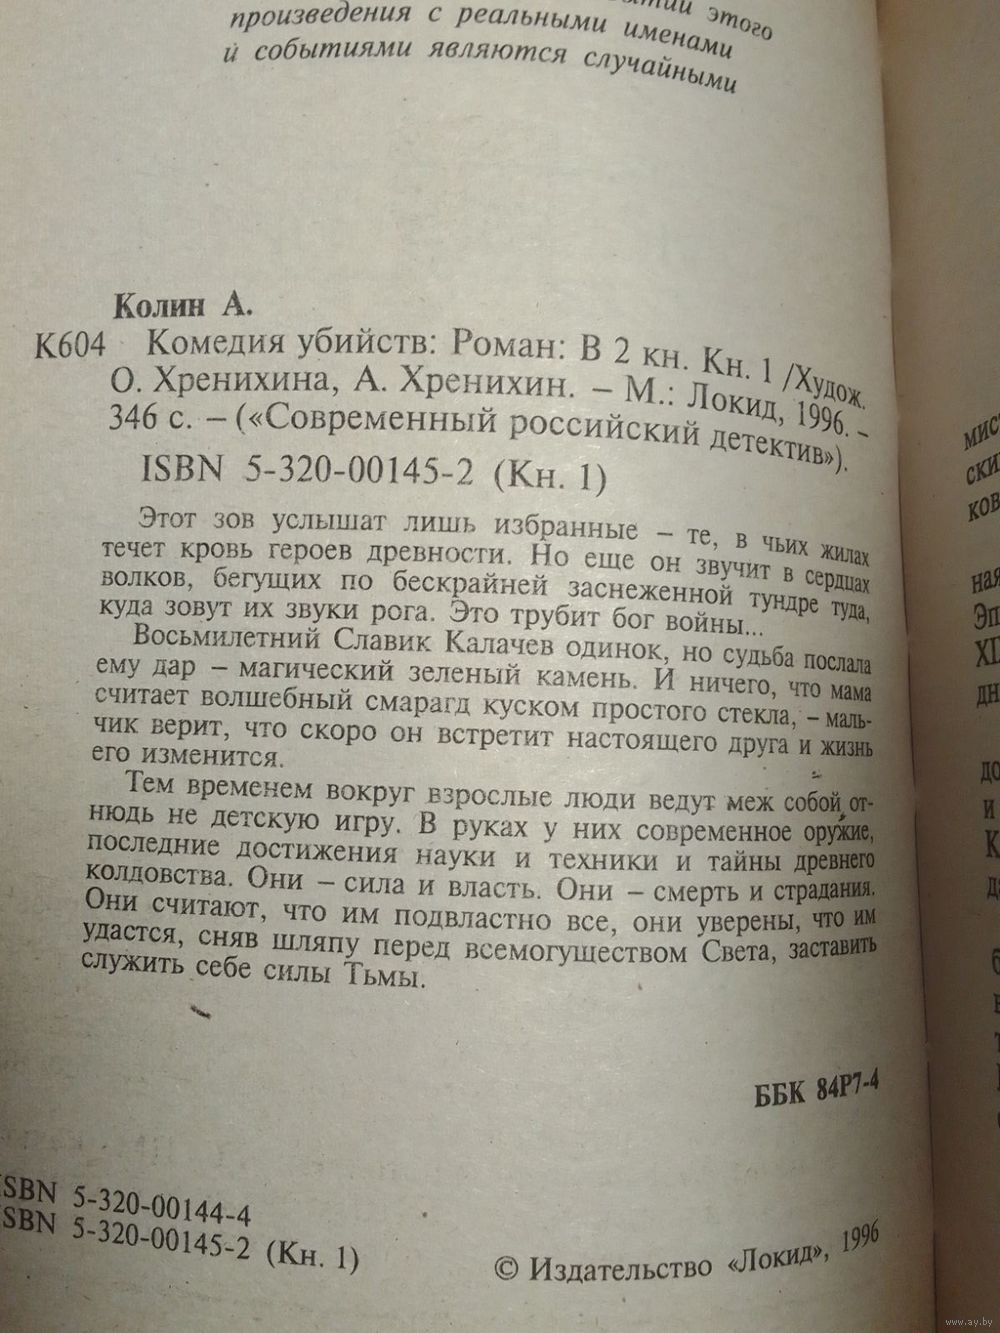 этого
произведения с реальными именами
и событиями являются случайными
Колин А.
К604 Комедия убийств: Роман: В 2 кн. Кн. 1 /Худож.
О. Хренихина, А. Хренихин. – М.: Локид, 1996. –
346 с. – («Современный российский детектив»).
ISBN 5-320-00145-2 (Кн. 1)
Этот зов услышат лишь избранные – те, в чьих жилах
течет кровь героев древности. Но еще он звучит в сердцах
волков, бегущих по бескрайней заснеженной тундре туда,
куда зовут их звуки рога. Это трубит бог войны...
Восьмилетний Славик Калачев одинок, но судьба послала
ему дар – магический зеленый камень. И ничего, что мама
считает волшебный смарагд куском простого стекла, – маль-
чик верит, что скоро он встретит настоящего друга и жизнь
его изменится.
Тем временем вокруг взрослые люди ведут меж собой от-
нюдь не детскую игру. В руках у них современное оружие,
последние достижения науки и техники и тайны древнего
колдовства. Они – сила и власть. Они – смерть и страдания.
Они считают, что им подвластно все, они уверены, что им
удастся, сняв шляпу перед всемогуществом Света, заставить
служить себе силы Тьмы.
ББК 84Р7-4
ISBN 5-320-00144-4
ISBN 5-320-00145-2 (Кн. 1)
© Издательство «Локид», 1996
www.ay.by